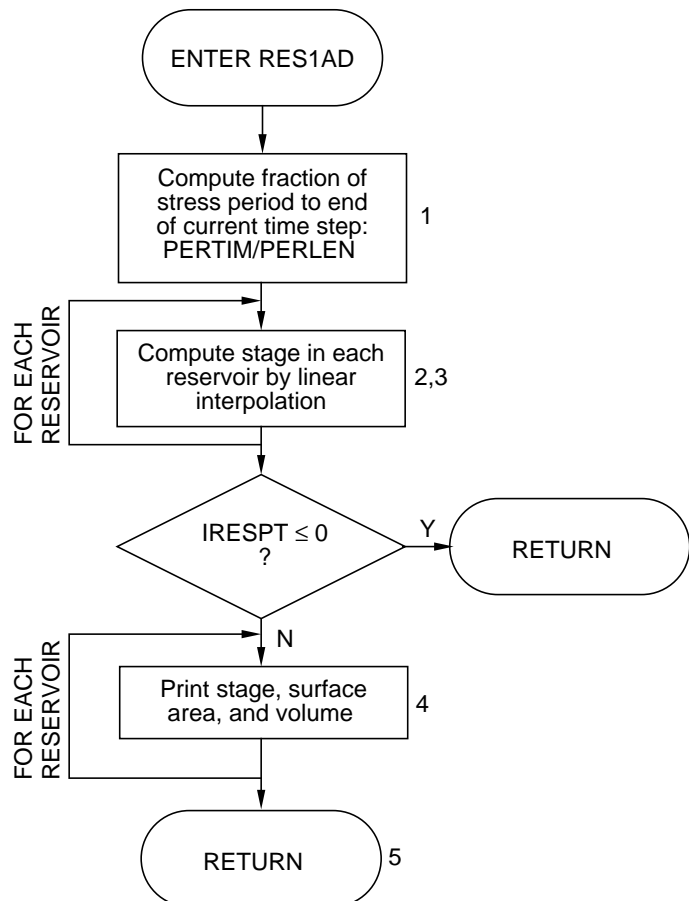 ENTER RES1AD
Compute fraction of
stress period to end
of current time step:
PERTIM/PERLEN
1
FOR EACH
RESERVOIR
Compute stage in each
reservoir by linear
interpolation
2,3
IRESPT ≤ 0
?
Y
RETURN
N
FOR EACH
RESERVOIR
Print stage, surface
area, and volume
4
RETURN
5